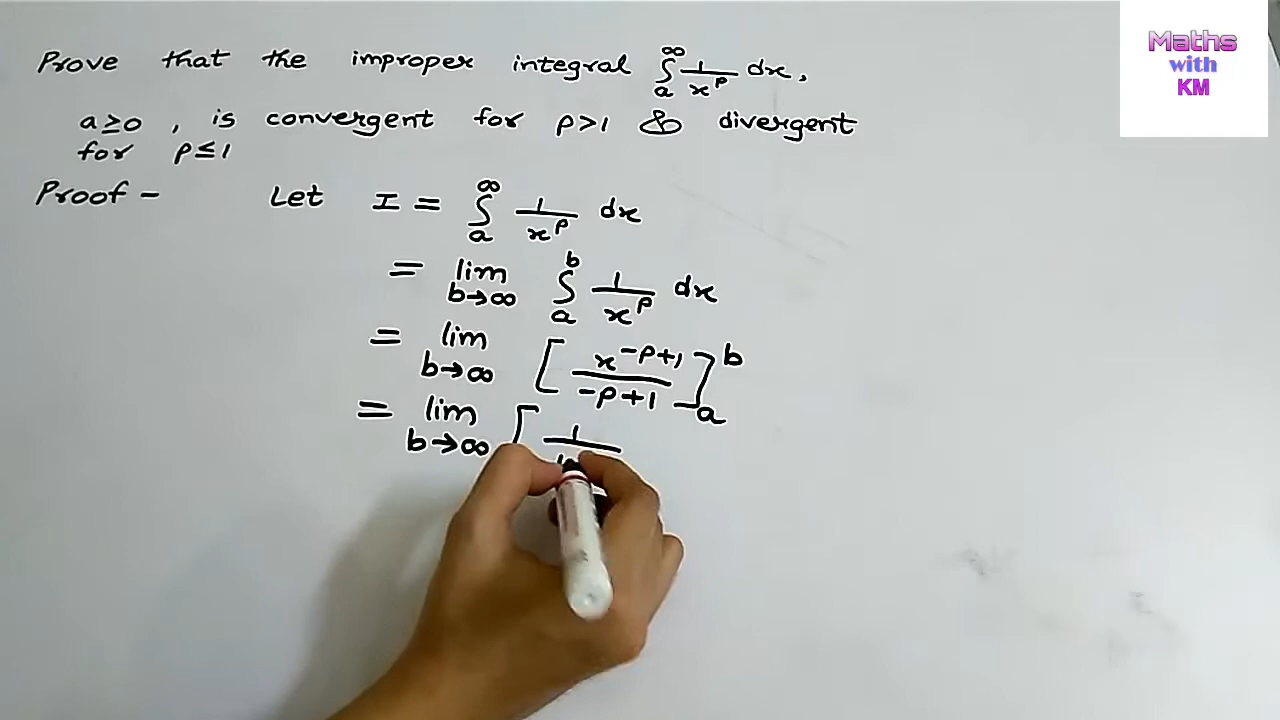 Maths
with
KM
Prove that the improper integral ∫_a^∞ 1/x^p dx,
a≥0, is convergent for p>1 & divergent
for p≤1
Proof - Let I = ∫_a^∞ 1/x^p dx
= lim_{b→∞} ∫_a^b 1/x^p dx
= lim_{b→∞} [x^{-p+1}/-p+1]_a^b
= lim_{b→∞} [1/